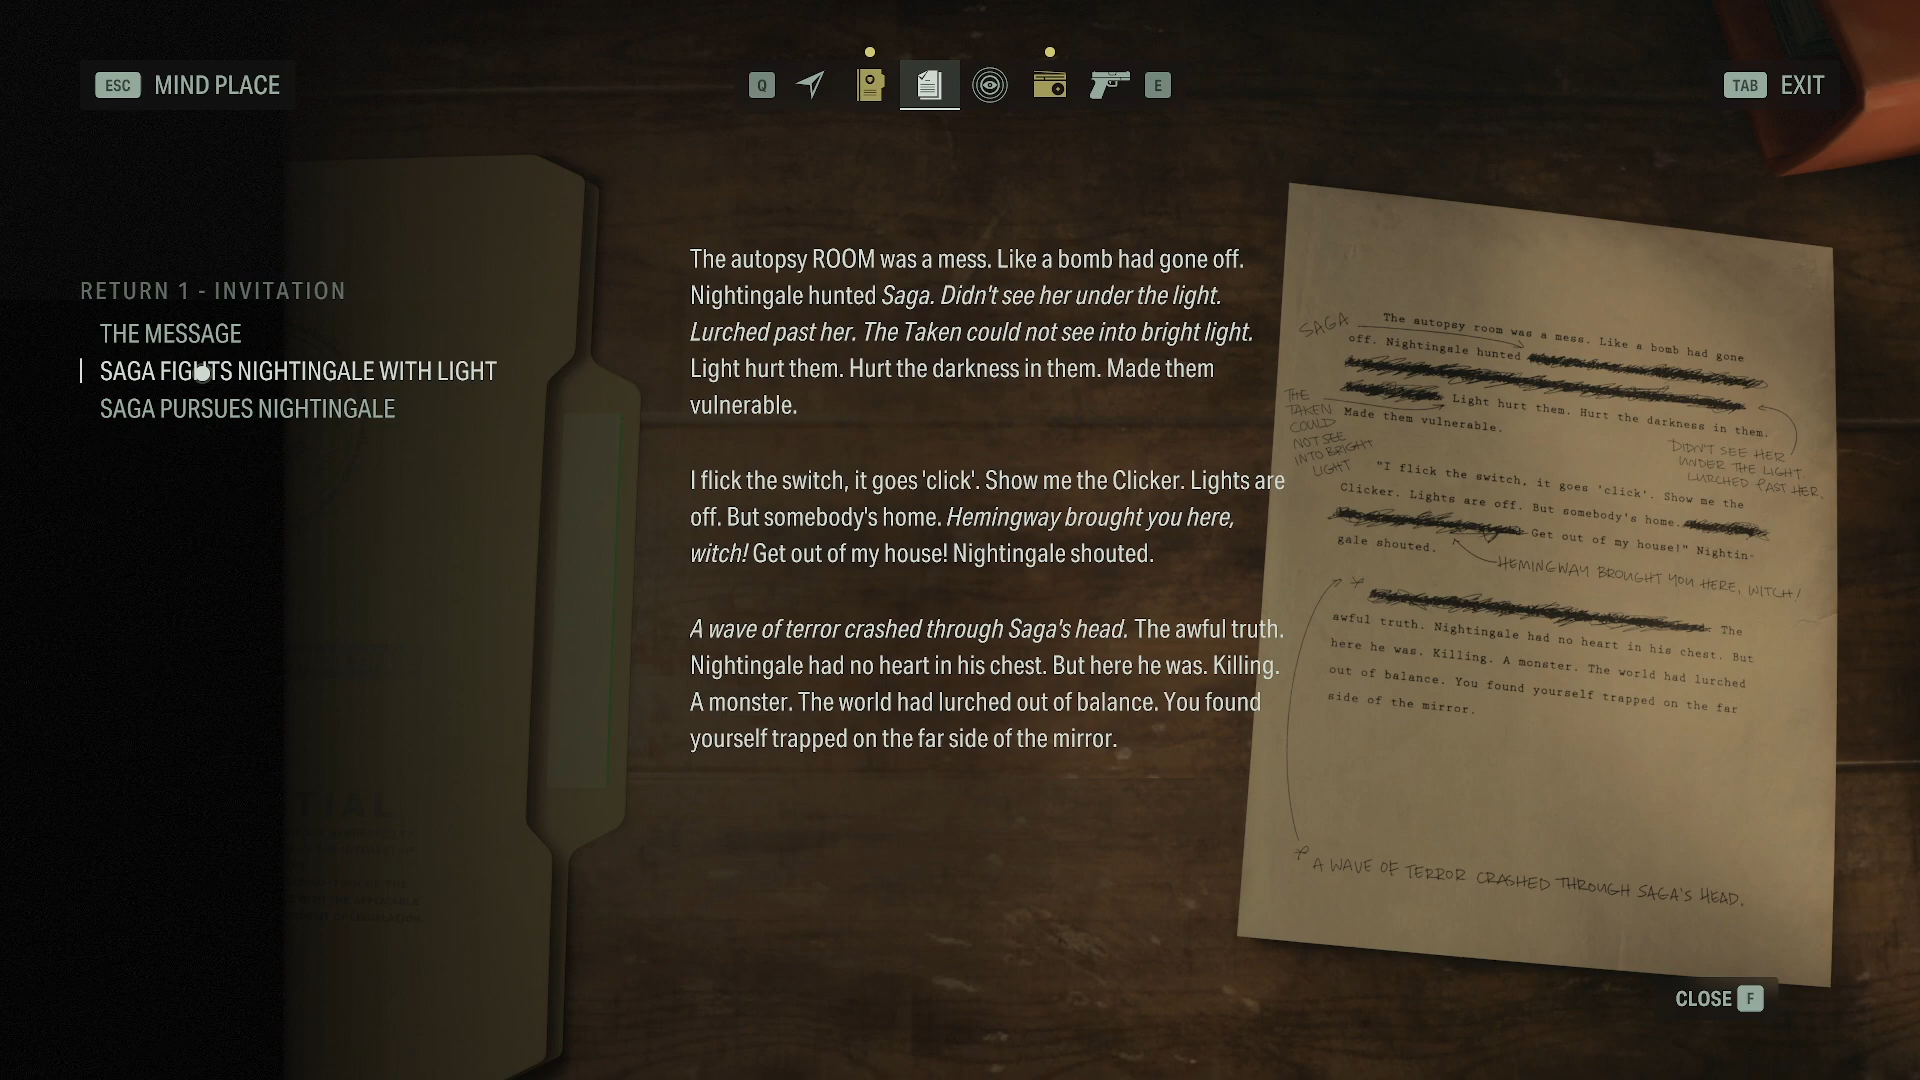 ESC MIND PLACE
Q
E
TAB EXIT
RETURN 1 - INVITATION
THE MESSAGE
SAGA FIGHTS NIGHTINGALE WITH LIGHT
SAGA PURSUES NIGHTINGALE
The autopsy ROOM was a mess. Like a bomb had gone off.
Nightingale hunted Saga. Didn't see her under the light.
Lurched past her. The Taken could not see into bright light.
Light hurt them. Hurt the darkness in them. Made them
vulnerable.
I flick the switch, it goes 'click'. Show me the Clicker. Lights are
off. But somebody's home. Hemingway brought you here,
witch! Get out of my house! Nightingale shouted.
A wave of terror crashed through Saga's head. The awful truth.
Nightingale had no heart in his chest. But here he was. Killing.
A monster. The world had lurched out of balance. You found
yourself trapped on the far side of the mirror.
SAGA
The autopsy room was a mess. Like a bomb had gone
off. Nightingale hunted
Light hurt them. Hurt the darkness in them.
Made them vulnerable.
THE
TAKEN
COULD
NOT SEE
INTO BRIGHT
LIGHT
DIDN'T SEE HER
UNDER THE LIGHT.
LURCHED PAST HER.
"I flick the switch, it goes 'click'. Show me the
Clicker. Lights are off. But somebody's home.
Get out of my house!" Nightin-
gale shouted.
HEMINGWAY BROUGHT YOU HERE, WITCH!
* The
awful truth. Nightingale had no heart in his chest. But
here he was. Killing. A monster. The world had lurched
out of balance. You found yourself trapped on the far
side of the mirror.
* A WAVE OF TERROR CRASHED THROUGH SAGA'S HEAD.
TIAL
CLOSE F